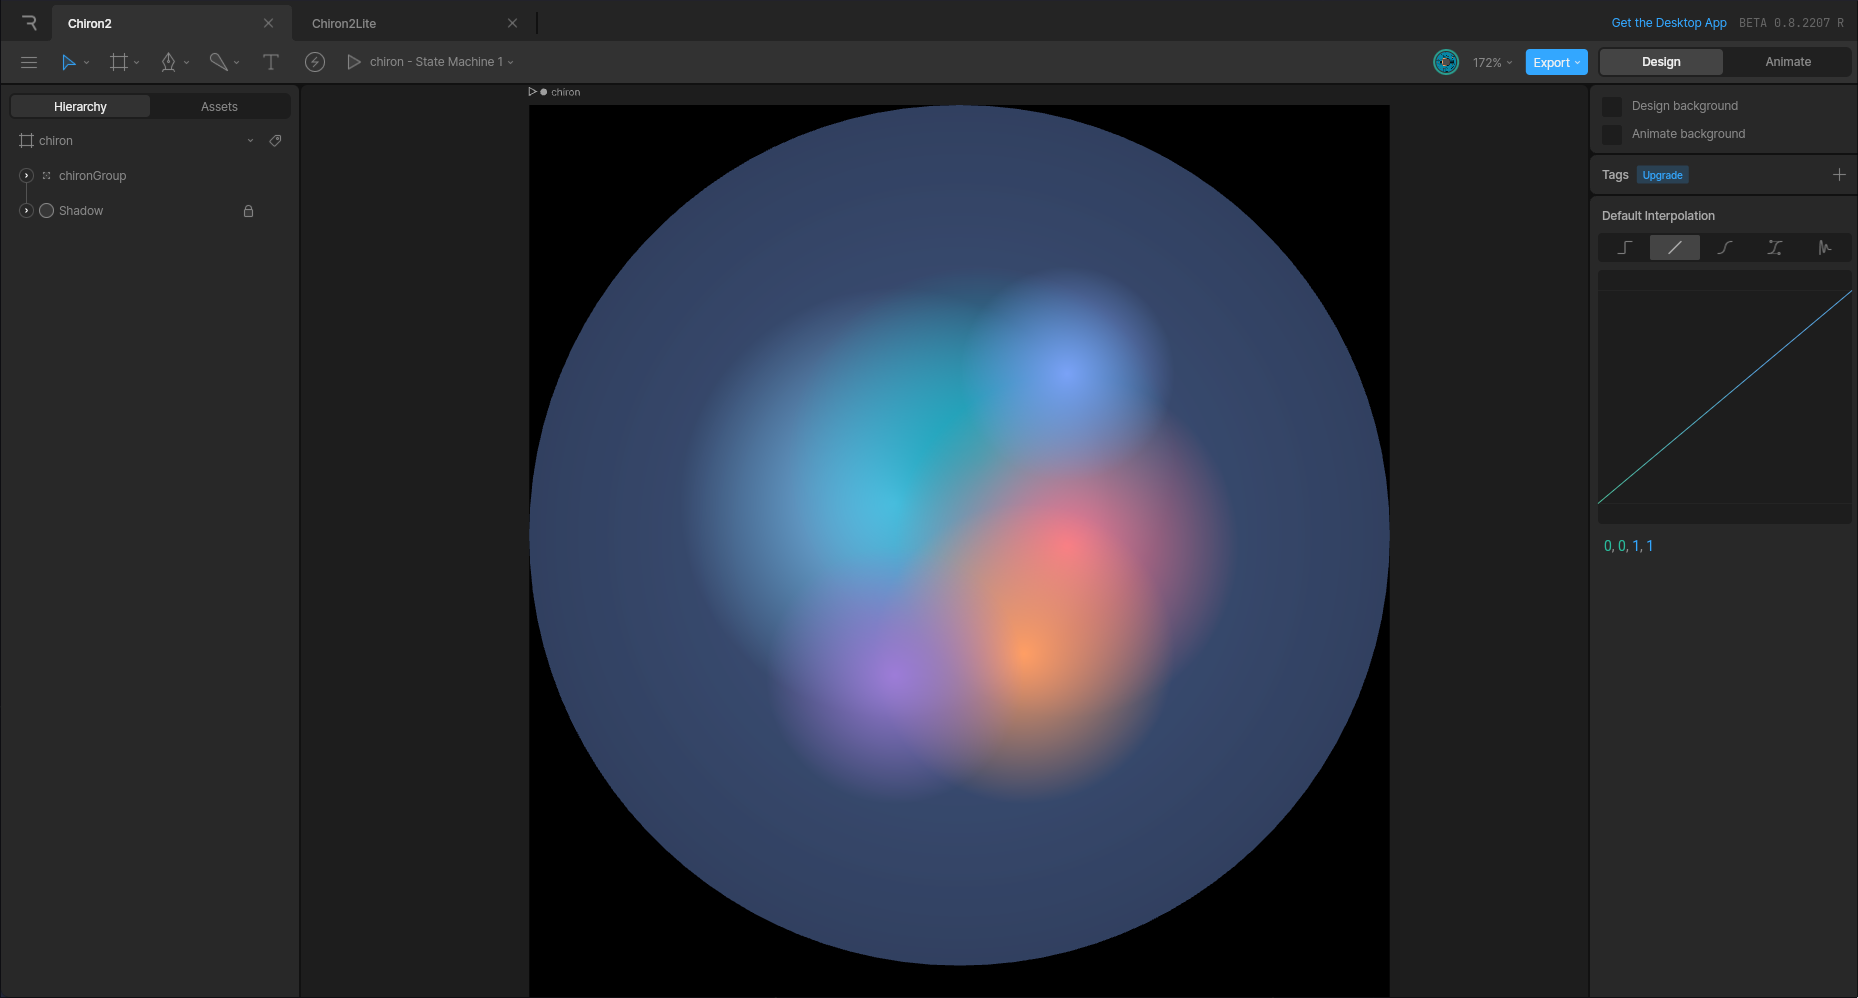 Chiron2
Chiron2Lite
Get the Desktop App
BETA 0.8.2207 R
chiron - State Machine 1
172%
Export
Design
Animate
Hierarchy
Assets
chiron
chironGroup
Shadow
chiron
Design background
Animate background
Tags
Upgrade
Default Interpolation
0, 0, 1, 1